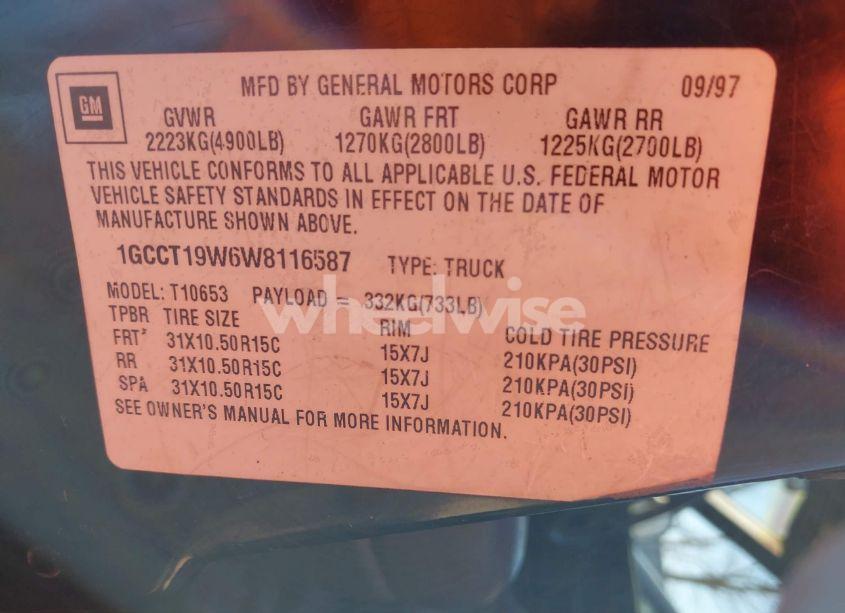 GM
MFD BY GENERAL MOTORS CORP 09/97
GVWR GAWR FRT GAWR RR
2223KG(4900LB) 1270KG(2800LB) 1225KG(2700LB)
THIS VEHICLE CONFORMS TO ALL APPLICABLE U.S. FEDERAL MOTOR
VEHICLE SAFETY STANDARDS IN EFFECT ON THE DATE OF
MANUFACTURE SHOWN ABOVE.
1GCCT19W6W8116587 TYPE: TRUCK
MODEL: T10653 PAYLOAD = 332KG(733LB)
TPBR TIRE SIZE RIM COLD TIRE PRESSURE
FRT 31X10.50R15C 15X7J 210KPA(30PSI)
RR 31X10.50R15C 15X7J 210KPA(30PSI)
SPA 31X10.50R15C 15X7J 210KPA(30PSI)
SEE OWNER'S MANUAL FOR MORE INFORMATION.
wheelwise